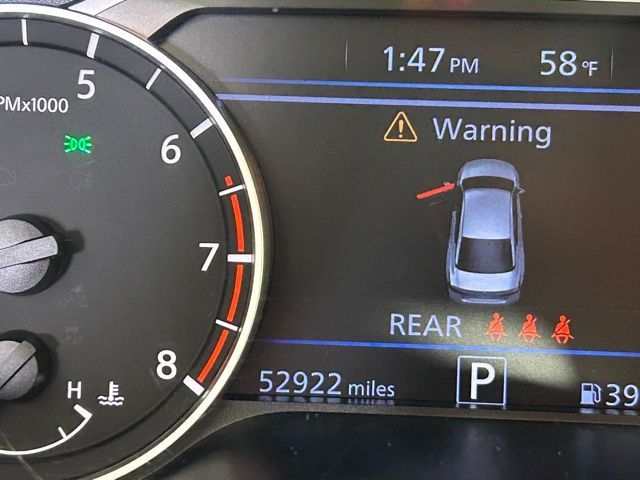 1:47 PM 58 °F
5
PMx1000
Warning
6
7
REAR
8
52922 miles P 39
H